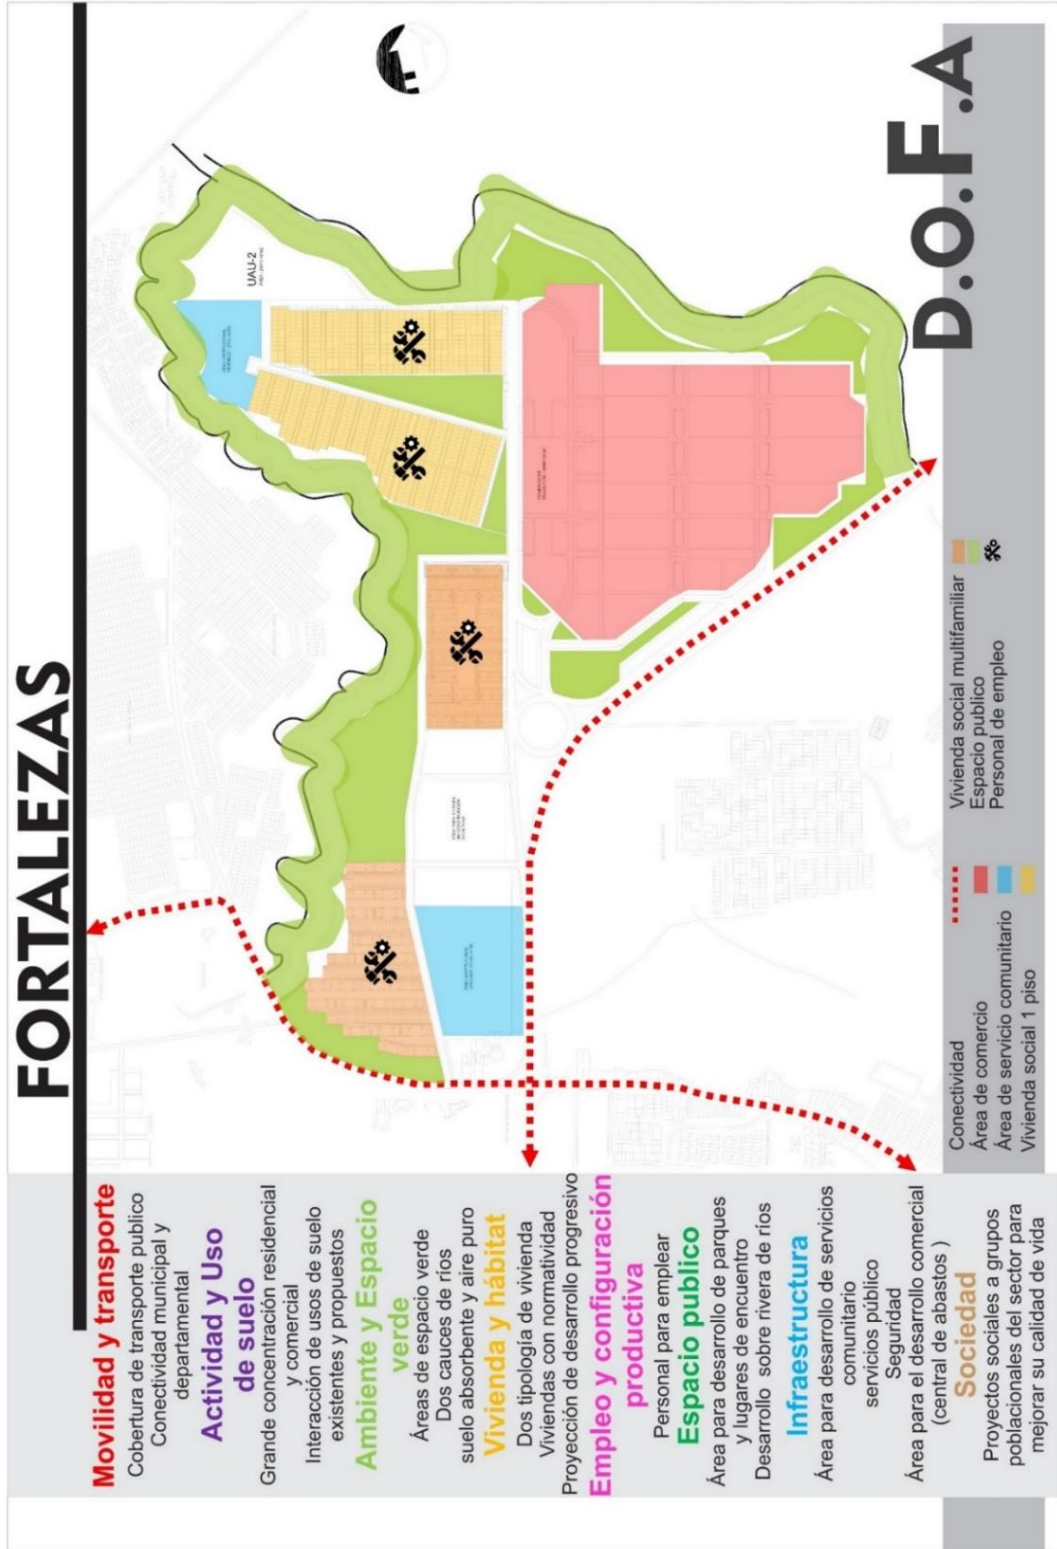 FORTALEZAS
Movilidad y transporte
Cobertura de transporte publico
Conectividad municipal y
departamental
Actividad y Uso
de suelo
Grande concentración residencial
y comercial
Interacción de usos de suelo
existentes y propuestos
Ambiente y Espacio
verde
Áreas de espacio verde
Dos cauces de ríos
suelo absorbente y aire puro
Vivienda y hábitat
Dos tipología de vivienda
Viviendas con normatividad
Proyección de desarrollo progresivo
Empleo y configuración
productiva
Personal para emplear
Espacio publico
Área para desarrollo de parques
y lugares de encuentro
Desarrollo sobre rivera de ríos
Infraestructura
Área para desarrollo de servicios
comunitario
servicios público
Seguridad
Área para el desarrollo comercial
(central de abastos )
Sociedad
Proyectos sociales a grupos
poblacionales del sector para
mejorar su calidad de vida
UAU-2
Conectividad
Área de comercio
Área de servicio comunitario
Vivienda social 1 piso
Vivienda social multifamiliar
Espacio publico
Personal de empleo
D.O.F .A